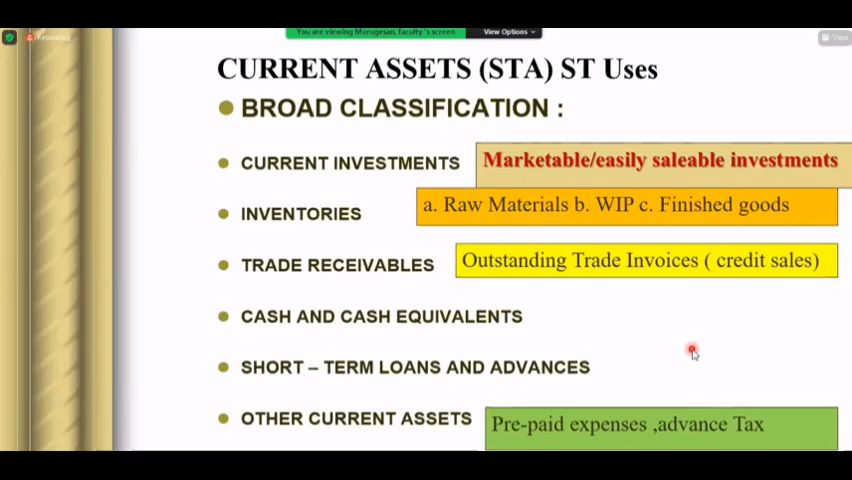 Recording
You are viewing Murugesan, faculty's screen
View Options
View
CURRENT ASSETS (STA) ST Uses
BROAD CLASSIFICATION :
CURRENT INVESTMENTS
Marketable/easily saleable investments
INVENTORIES
a. Raw Materials b. WIP c. Finished goods
TRADE RECEIVABLES
Outstanding Trade Invoices ( credit sales)
CASH AND CASH EQUIVALENTS
SHORT – TERM LOANS AND ADVANCES
OTHER CURRENT ASSETS
Pre-paid expenses ,advance Tax